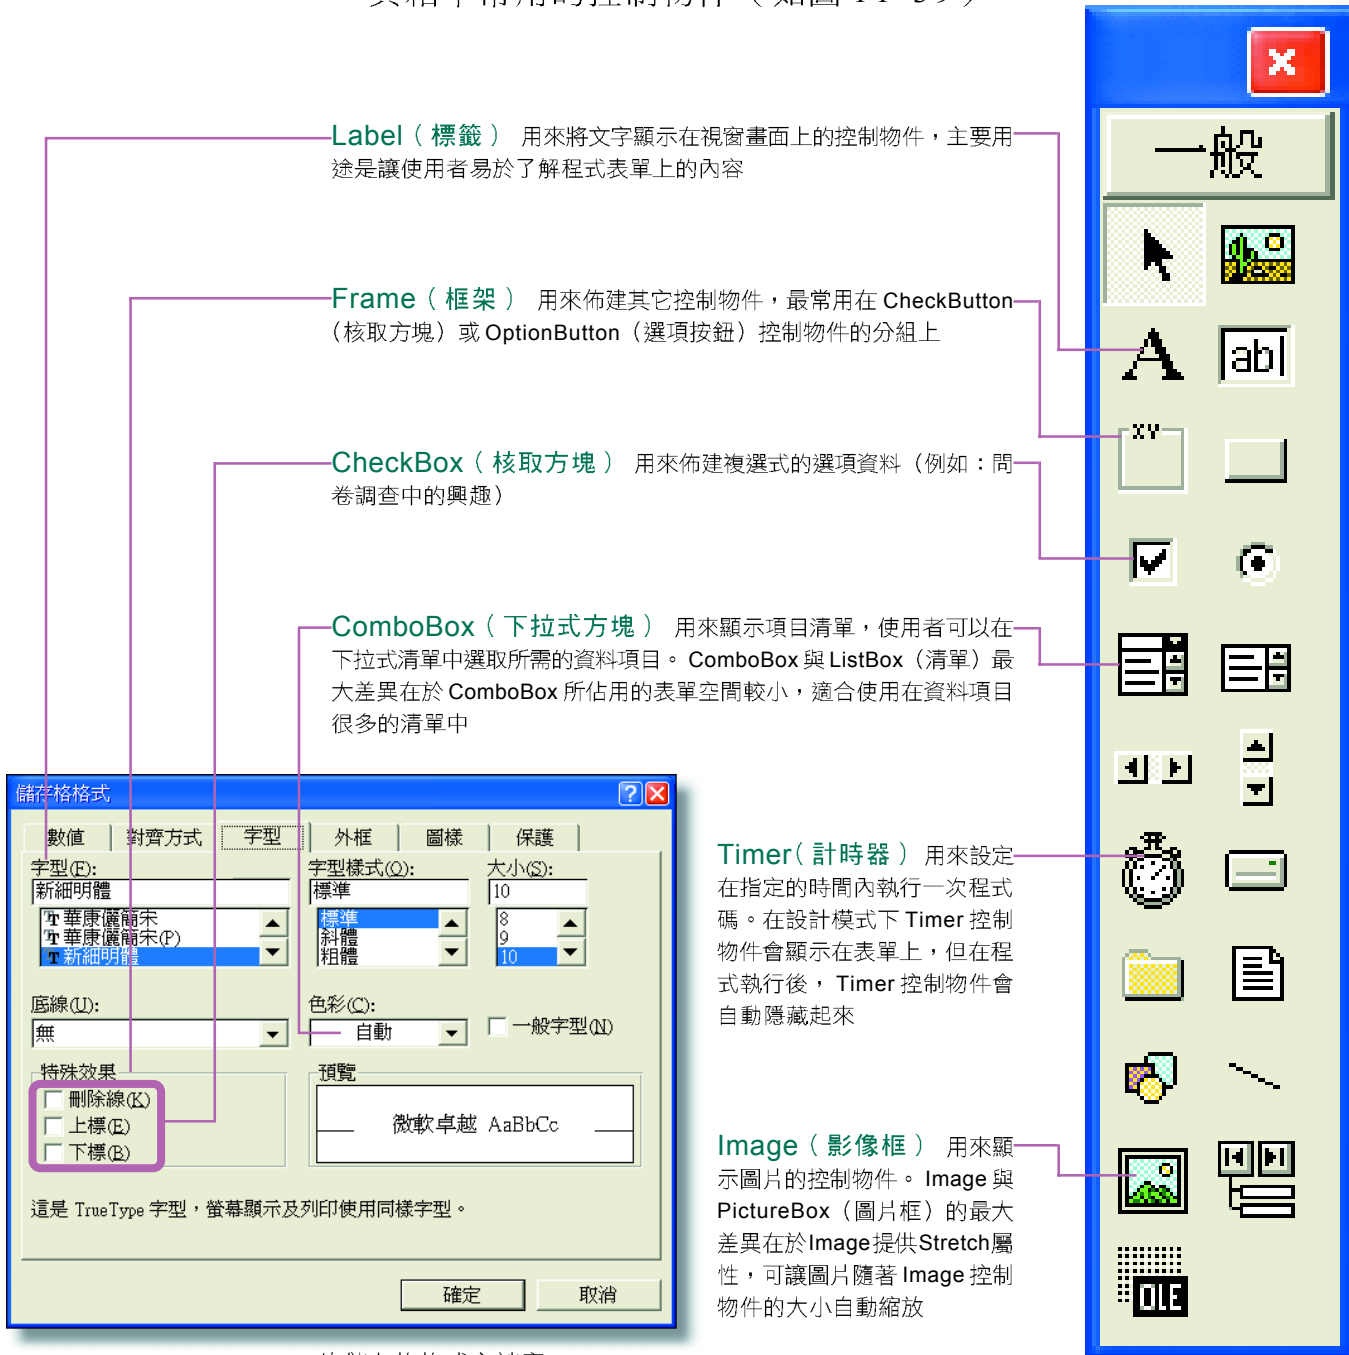 具箱中常用的控制物件（如圖 11-39）
Label（標籤） 用來將文字顯示在視窗畫面上的控制物件，主要用
途是讓使用者易於了解程式表單上的內容
Frame（框架） 用來佈建其它控制物件，最常用在 CheckButton
（核取方塊）或 OptionButton（選項按鈕）控制物件的分組上
CheckBox（核取方塊） 用來佈建複選式的選項資料（例如：問
卷調查中的興趣）
ComboBox（下拉式方塊） 用來顯示項目清單，使用者可以在
下拉式清單中選取所需的資料項目。ComboBox 與 ListBox（清單）最
大差異在於 ComboBox 所佔用的表單空間較小，適合使用在資料項目
很多的清單中
儲存格格式
數值 對齊方式 字型 外框 圖樣 保護
字型(F): 字型樣式(O): 大小(S):
新細明體 標準 10
華康儷簡宋 標準 8
華康儷簡宋(P) 斜體 9
新細明體 粗體 10
底線(U): 色彩(C):
無 自動 一般字型(N)
特殊效果 預覽
刪除線(K)
上標(E) 微軟卓越 AaBbCc
下標(B)
這是 TrueType 字型，螢幕顯示及列印使用同樣字型。
確定 取消
Timer（計時器） 用來設定
在指定的時間內執行一次程式
碼。在設計模式下 Timer 控制
物件會顯示在表單上，但在程
式執行後，Timer 控制物件會
自動隱藏起來
Image（影像框） 用來顯
示圖片的控制物件。Image 與
PictureBox（圖片框）的最大
差異在於Image提供Stretch屬
性，可讓圖片隨著 Image 控制
物件的大小自動縮放
一般
A
abl
XY
OLE